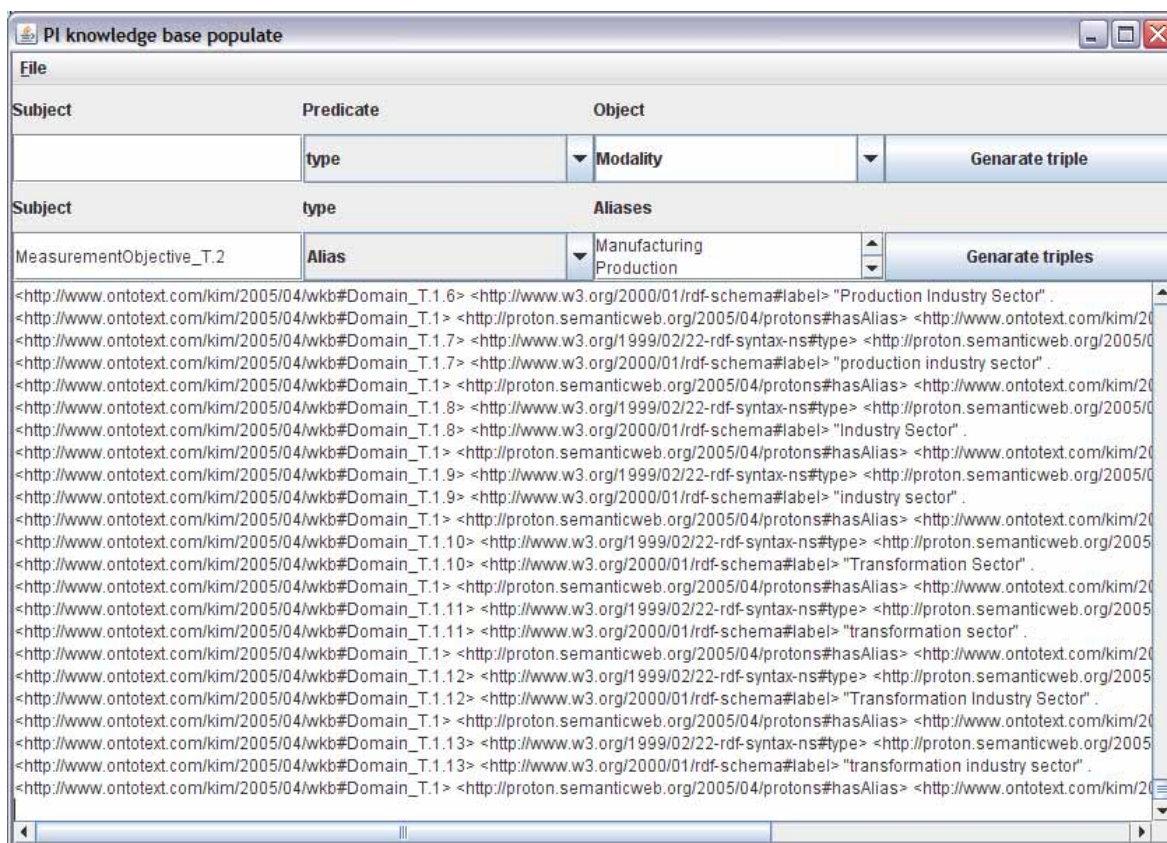 PI knowledge base populate
File
Subject Predicate Object
type Modality Genarate triple
Subject type Aliases
MeasurementObjective_T.2 Alias Manufacturing Genarate triples
Production
<http://www.ontotext.com/kim/2005/04/wkb#Domain_T.1.6> <http://www.w3.org/2000/01/rdf-schema#label> "Production Industry Sector" .
<http://www.ontotext.com/kim/2005/04/wkb#Domain_T.1> <http://proton.semanticweb.org/2005/04/protons#hasAlias> <http://www.ontotext.com/kim/20
<http://www.ontotext.com/kim/2005/04/wkb#Domain_T.1.7> <http://www.w3.org/1999/02/22-rdf-syntax-ns#type> <http://proton.semanticweb.org/2005/0
<http://www.ontotext.com/kim/2005/04/wkb#Domain_T.1.7> <http://www.w3.org/2000/01/rdf-schema#label> "production industry sector" .
<http://www.ontotext.com/kim/2005/04/wkb#Domain_T.1> <http://proton.semanticweb.org/2005/04/protons#hasAlias> <http://www.ontotext.com/kim/20
<http://www.ontotext.com/kim/2005/04/wkb#Domain_T.1.8> <http://www.w3.org/1999/02/22-rdf-syntax-ns#type> <http://proton.semanticweb.org/2005/0
<http://www.ontotext.com/kim/2005/04/wkb#Domain_T.1.8> <http://www.w3.org/2000/01/rdf-schema#label> "Industry Sector" .
<http://www.ontotext.com/kim/2005/04/wkb#Domain_T.1> <http://proton.semanticweb.org/2005/04/protons#hasAlias> <http://www.ontotext.com/kim/20
<http://www.ontotext.com/kim/2005/04/wkb#Domain_T.1.9> <http://www.w3.org/1999/02/22-rdf-syntax-ns#type> <http://proton.semanticweb.org/2005/0
<http://www.ontotext.com/kim/2005/04/wkb#Domain_T.1.9> <http://www.w3.org/2000/01/rdf-schema#label> "industry sector" .
<http://www.ontotext.com/kim/2005/04/wkb#Domain_T.1> <http://proton.semanticweb.org/2005/04/protons#hasAlias> <http://www.ontotext.com/kim/20
<http://www.ontotext.com/kim/2005/04/wkb#Domain_T.1.10> <http://www.w3.org/1999/02/22-rdf-syntax-ns#type> <http://proton.semanticweb.org/2005
<http://www.ontotext.com/kim/2005/04/wkb#Domain_T.1.10> <http://www.w3.org/2000/01/rdf-schema#label> "Transformation Sector" .
<http://www.ontotext.com/kim/2005/04/wkb#Domain_T.1> <http://proton.semanticweb.org/2005/04/protons#hasAlias> <http://www.ontotext.com/kim/20
<http://www.ontotext.com/kim/2005/04/wkb#Domain_T.1.11> <http://www.w3.org/1999/02/22-rdf-syntax-ns#type> <http://proton.semanticweb.org/2005
<http://www.ontotext.com/kim/2005/04/wkb#Domain_T.1.11> <http://www.w3.org/2000/01/rdf-schema#label> "transformation sector" .
<http://www.ontotext.com/kim/2005/04/wkb#Domain_T.1> <http://proton.semanticweb.org/2005/04/protons#hasAlias> <http://www.ontotext.com/kim/20
<http://www.ontotext.com/kim/2005/04/wkb#Domain_T.1.12> <http://www.w3.org/1999/02/22-rdf-syntax-ns#type> <http://proton.semanticweb.org/2005
<http://www.ontotext.com/kim/2005/04/wkb#Domain_T.1.12> <http://www.w3.org/2000/01/rdf-schema#label> "Transformation Industry Sector" .
<http://www.ontotext.com/kim/2005/04/wkb#Domain_T.1> <http://proton.semanticweb.org/2005/04/protons#hasAlias> <http://www.ontotext.com/kim/20
<http://www.ontotext.com/kim/2005/04/wkb#Domain_T.1.13> <http://www.w3.org/1999/02/22-rdf-syntax-ns#type> <http://proton.semanticweb.org/2005
<http://www.ontotext.com/kim/2005/04/wkb#Domain_T.1.13> <http://www.w3.org/2000/01/rdf-schema#label> "transformation industry sector" .
<http://www.ontotext.com/kim/2005/04/wkb#Domain_T.1> <http://proton.semanticweb.org/2005/04/protons#hasAlias> <http://www.ontotext.com/kim/20